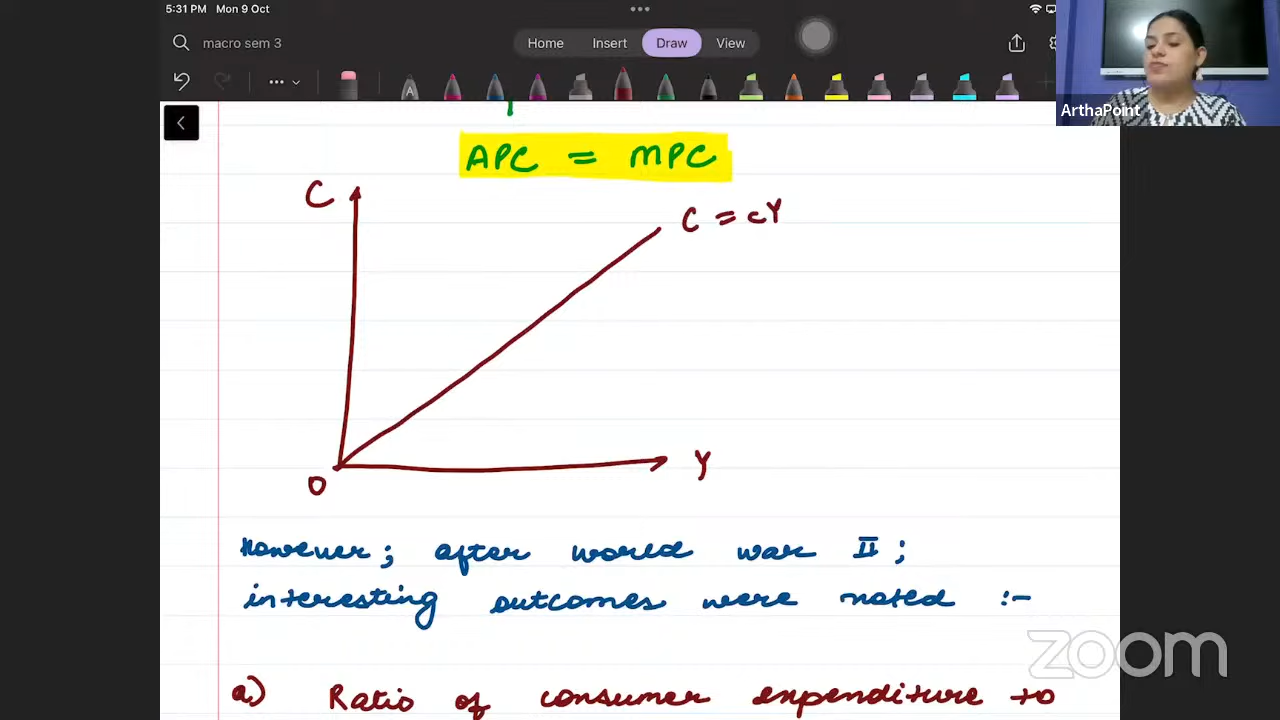 5:31 PM Mon 9 Oct
macro sem 3
Home Insert Draw View
A
ArthaPoint
APC = MPC
C
C = cY
Y
O
However; after world war II;
interesting outcomes were noted :-
zoom
a) Ratio of consumer expenditure to